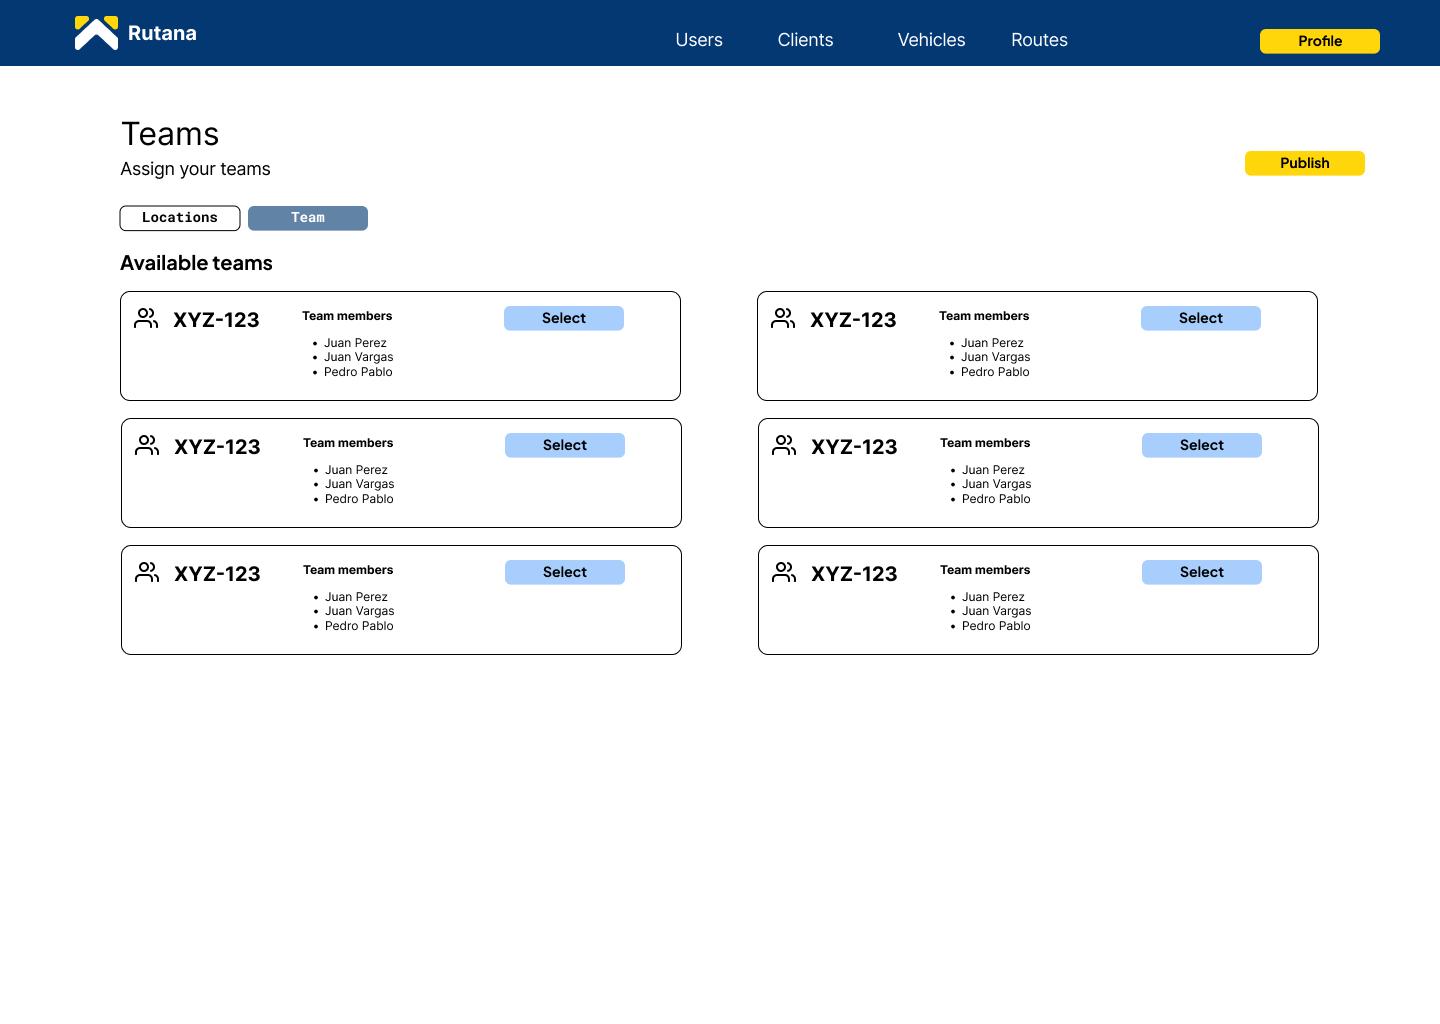 Rutana
Users Clients Vehicles Routes
Profile
Teams
Assign your teams
Publish
Locations Team
Available teams
XYZ-123
Team members
Select
• Juan Perez
• Juan Vargas
• Pedro Pablo
XYZ-123
Team members
Select
• Juan Perez
• Juan Vargas
• Pedro Pablo
XYZ-123
Team members
Select
• Juan Perez
• Juan Vargas
• Pedro Pablo
XYZ-123
Team members
Select
• Juan Perez
• Juan Vargas
• Pedro Pablo
XYZ-123
Team members
Select
• Juan Perez
• Juan Vargas
• Pedro Pablo
XYZ-123
Team members
Select
• Juan Perez
• Juan Vargas
• Pedro Pablo